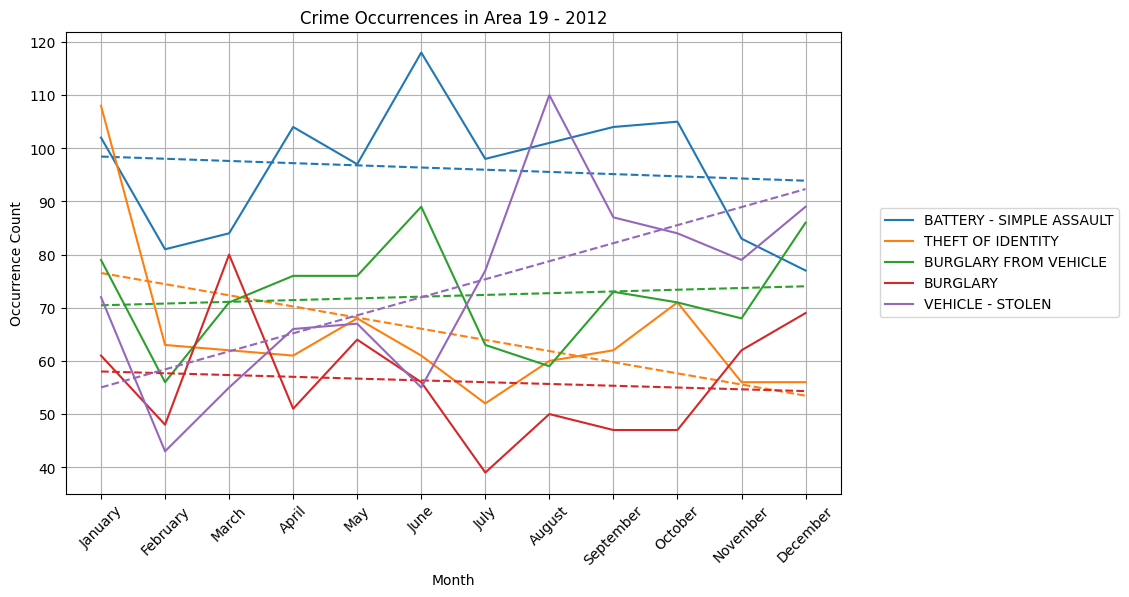 Crime Occurrences in Area 19 - 2012
Occurrence Count
120
110
100
90
80
70
60
50
40
January
February
March
April
May
June
July
August
September
October
November
December
Month
BATTERY - SIMPLE ASSAULT
THEFT OF IDENTITY
BURGLARY FROM VEHICLE
BURGLARY
VEHICLE - STOLEN